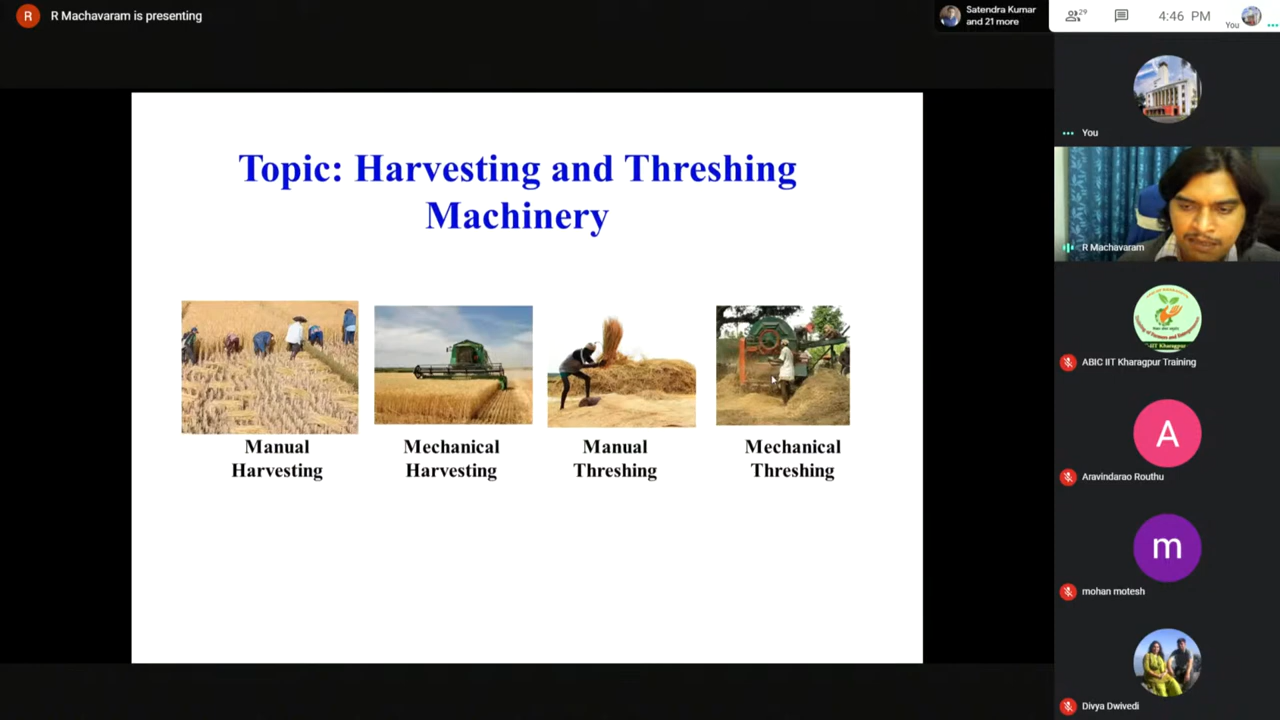 R
R Machavaram is presenting
Satendra Kumar
and 21 more
29
4:46 PM
You
You
Topic: Harvesting and Threshing
Machinery
Manual
Harvesting
Mechanical
Harvesting
Manual
Threshing
Mechanical
Threshing
R Machavaram
IIT Kharagpur
ABIC IIT Kharagpur Training
A
Aravindarao Routhu
m
mohan motesh
Divya Dwivedi